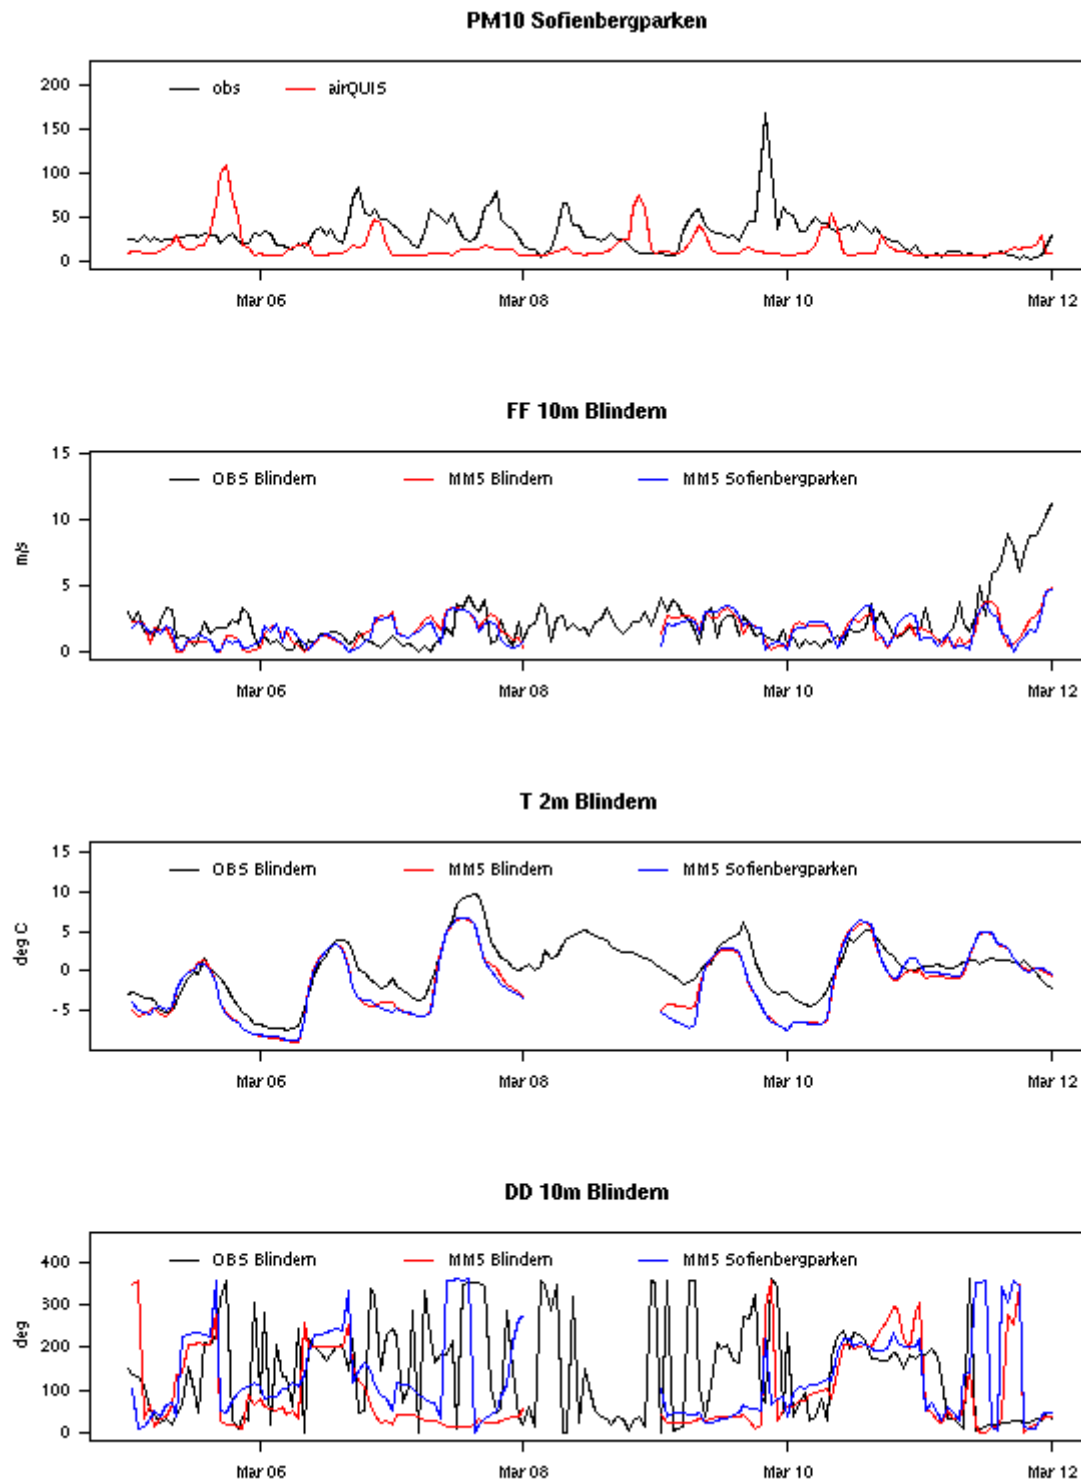 PM10 Sofienbergparken
200
obs airQUIS
150
100
50
0
Mar 06 Mar 08 Mar 10 Mar 12
FF 10m Blindern
15
OBS Blindern MM5 Blindern MM5 Sofienbergparken
10
m/s
5
0
Mar 06 Mar 08 Mar 10 Mar 12
T 2m Blindern
15
OBS Blindern MM5 Blindern MM5 Sofienbergparken
10
5
deg C
0
-5
Mar 06 Mar 08 Mar 10 Mar 12
DD 10m Blindern
400
OBS Blindern MM5 Blindern MM5 Sofienbergparken
300
deg
200
100
0
Mar 06 Mar 08 Mar 10 Mar 12